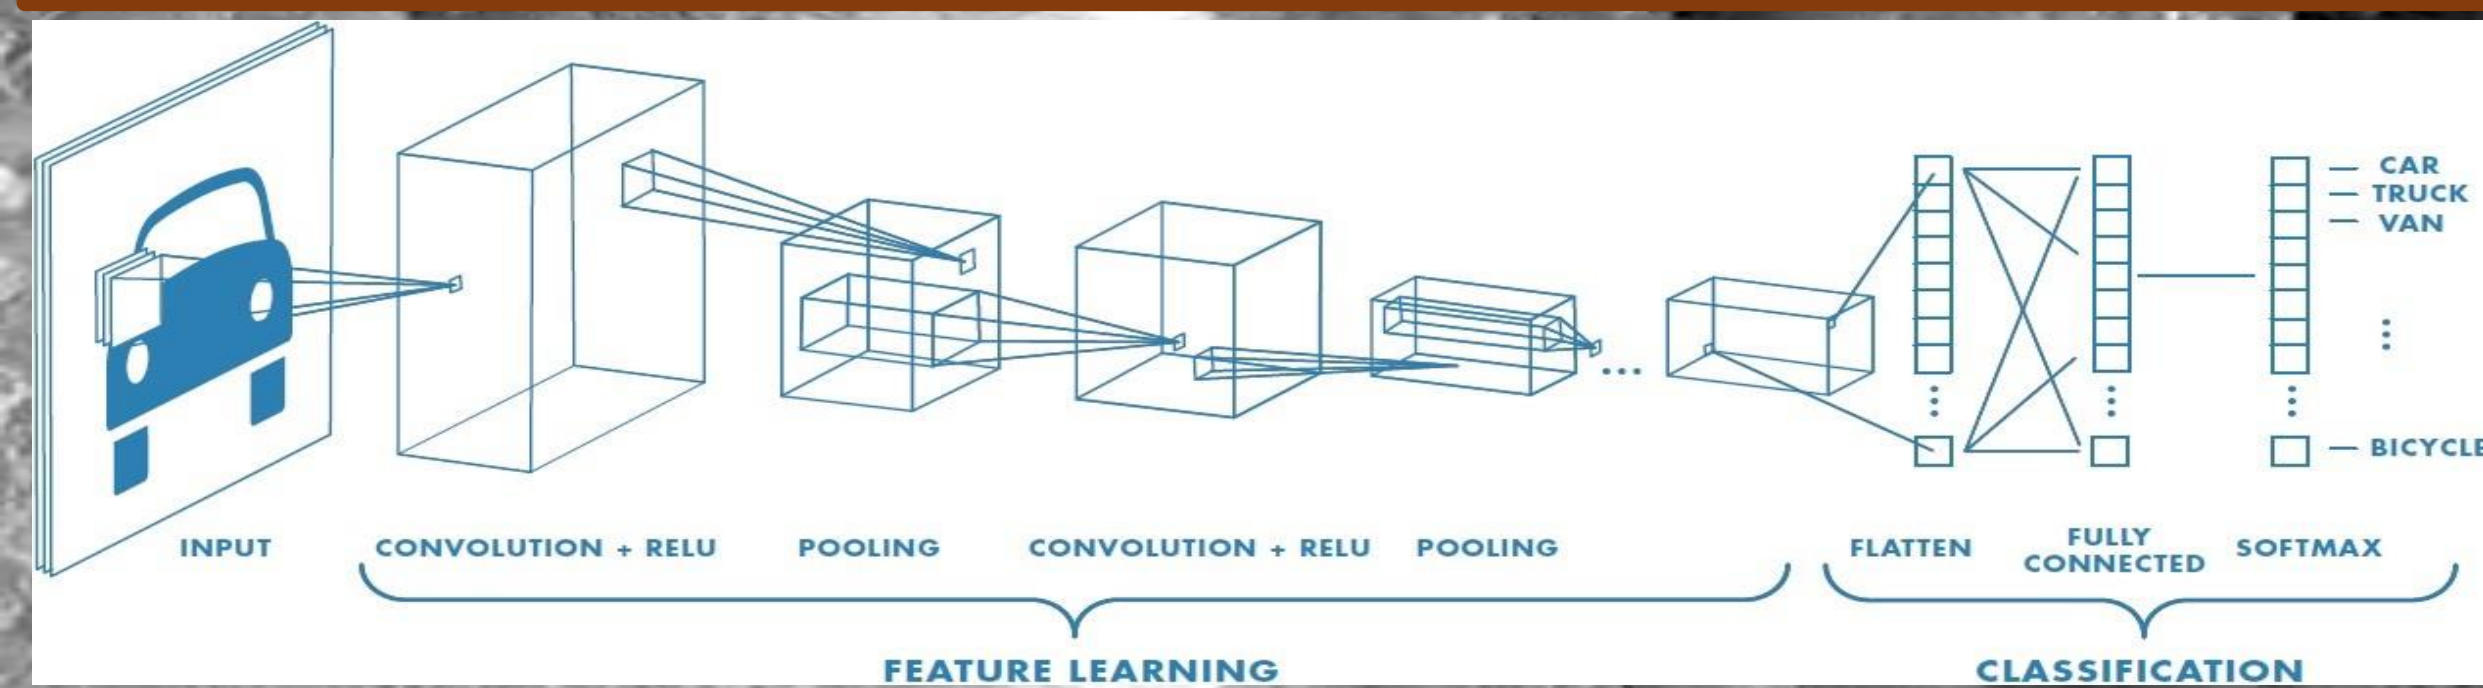 CAR
TRUCK
VAN
BICYCLE
INPUT
CONVOLUTION + RELU
POOLING
CONVOLUTION + RELU
POOLING
FLATTEN
FULLY
CONNECTED
SOFTMAX
FEATURE LEARNING
CLASSIFICATION